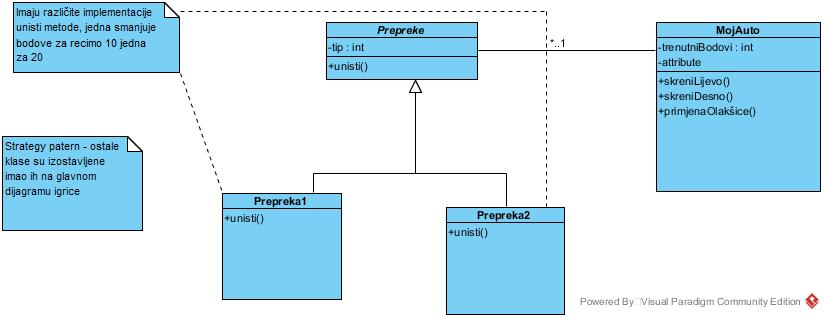 Imaju različite implementacije
unisti metode, jedna smanjuje
bodove za recimo 10 jedna
za 20
Prepreke
-tip : int
+unisti()
*..1
MojAuto
-trenutniBodovi : int
-attribute
+skreniLijevo()
+skreniDesno()
+primjenaOlakšice()
Strategy patern - ostale
klase su izostavljene
imao ih na glavnom
dijagramu igrice
Prepreka1
+unisti()
Prepreka2
+unisti()
Powered By Visual Paradigm Community Edition